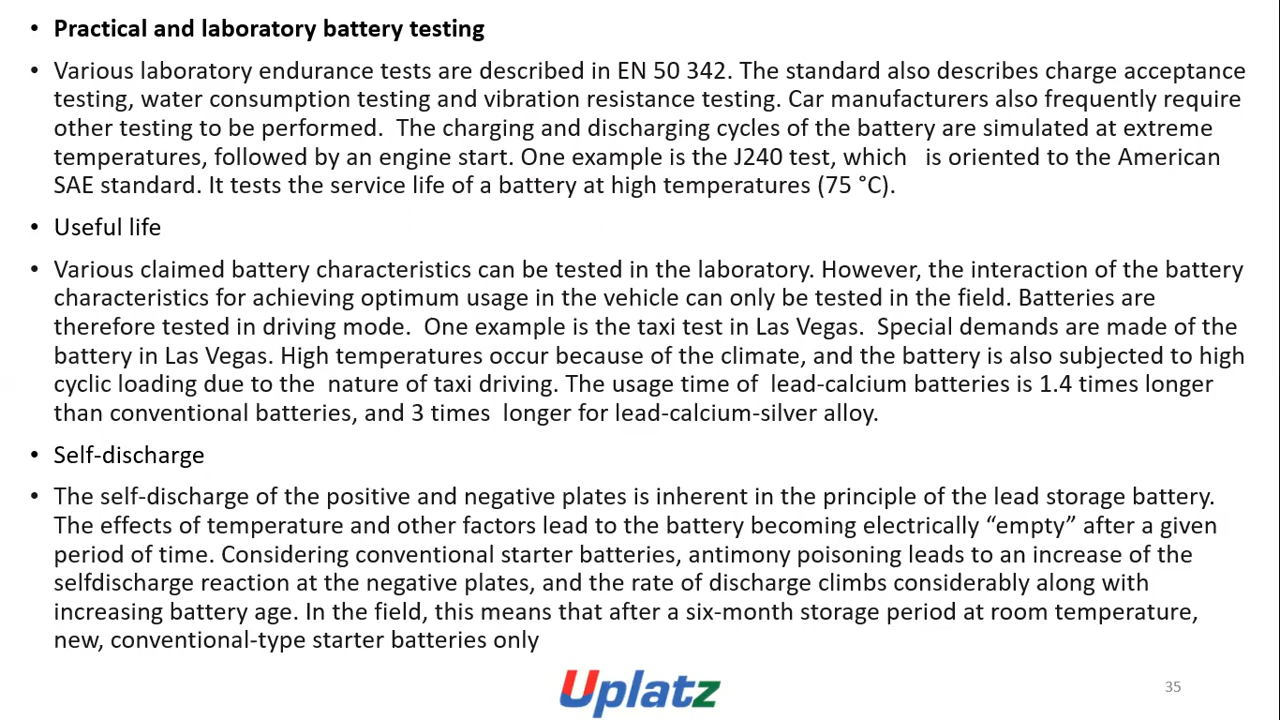 • Practical and laboratory battery testing
• Various laboratory endurance tests are described in EN 50 342. The standard also describes charge acceptance
testing, water consumption testing and vibration resistance testing. Car manufacturers also frequently require
other testing to be performed.  The charging and discharging cycles of the battery are simulated at extreme
temperatures, followed by an engine start. One example is the J240 test, which   is oriented to the American
SAE standard. It tests the service life of a battery at high temperatures (75 °C).
• Useful life
• Various claimed battery characteristics can be tested in the laboratory. However, the interaction of the battery
characteristics for achieving optimum usage in the vehicle can only be tested in the field. Batteries are
therefore tested in driving mode.  One example is the taxi test in Las Vegas.  Special demands are made of the
battery in Las Vegas. High temperatures occur because of the climate, and the battery is also subjected to high
cyclic loading due to the  nature of taxi driving. The usage time of  lead-calcium batteries is 1.4 times longer
than conventional batteries, and 3 times  longer for lead-calcium-silver alloy.
• Self-discharge
• The self-discharge of the positive and negative plates is inherent in the principle of the lead storage battery.
The effects of temperature and other factors lead to the battery becoming electrically “empty” after a given
period of time. Considering conventional starter batteries, antimony poisoning leads to an increase of the
selfdischarge reaction at the negative plates, and the rate of discharge climbs considerably along with
increasing battery age. In the field, this means that after a six-month storage period at room temperature,
new, conventional-type starter batteries only
Uplatz
35